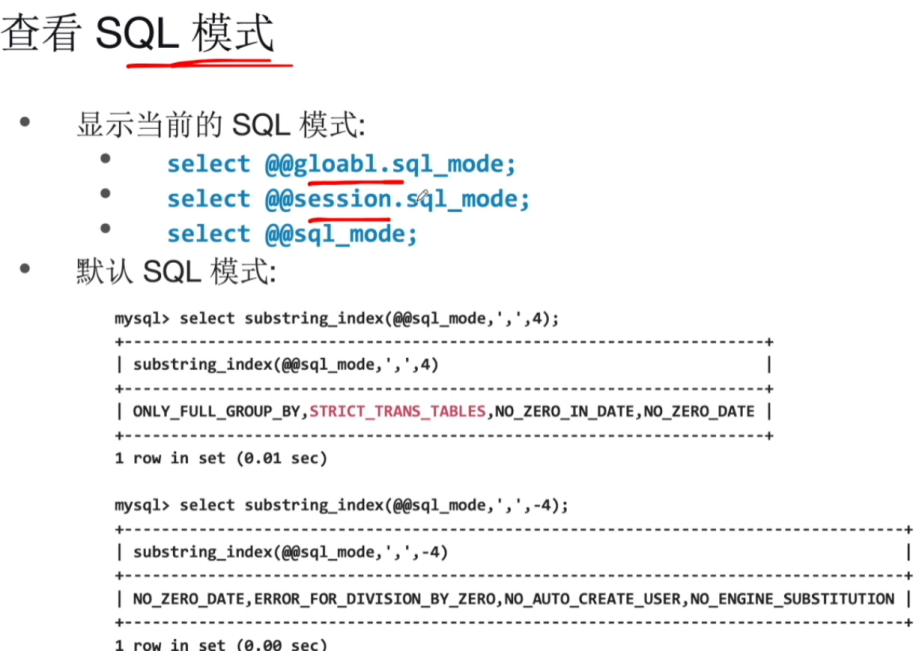 查看 SQL 模式
• 显示当前的 SQL 模式:
• select @@gloabl.sql_mode;
• select @@session.sql_mode;
• select @@sql_mode;
• 默认 SQL 模式:
mysql> select substring_index(@@sql_mode,',',4);
+----------------------------------------------------------------------+
| substring_index(@@sql_mode,',',4) |
+----------------------------------------------------------------------+
| ONLY_FULL_GROUP_BY,STRICT_TRANS_TABLES,NO_ZERO_IN_DATE,NO_ZERO_DATE |
+----------------------------------------------------------------------+
1 row in set (0.01 sec)
mysql> select substring_index(@@sql_mode,',',-4);
+-------------------------------------------------------------------------------------+
| substring_index(@@sql_mode,',',-4) |
+-------------------------------------------------------------------------------------+
| NO_ZERO_DATE,ERROR_FOR_DIVISION_BY_ZERO,NO_AUTO_CREATE_USER,NO_ENGINE_SUBSTITUTION |
+-------------------------------------------------------------------------------------+
1 row in set (0.00 sec)